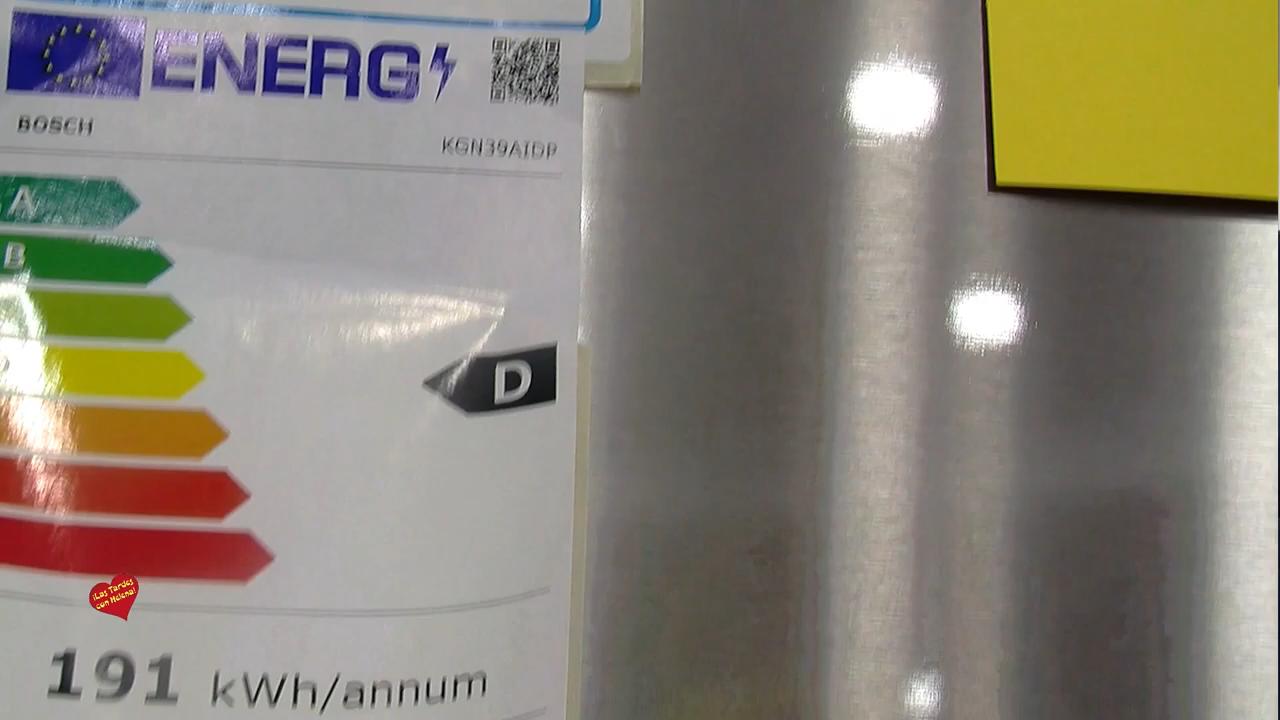 ENERG
BOSCH
KGN39AIDP
A
B
D
¡Las Tardes
con Helena!
191 kWh/annum